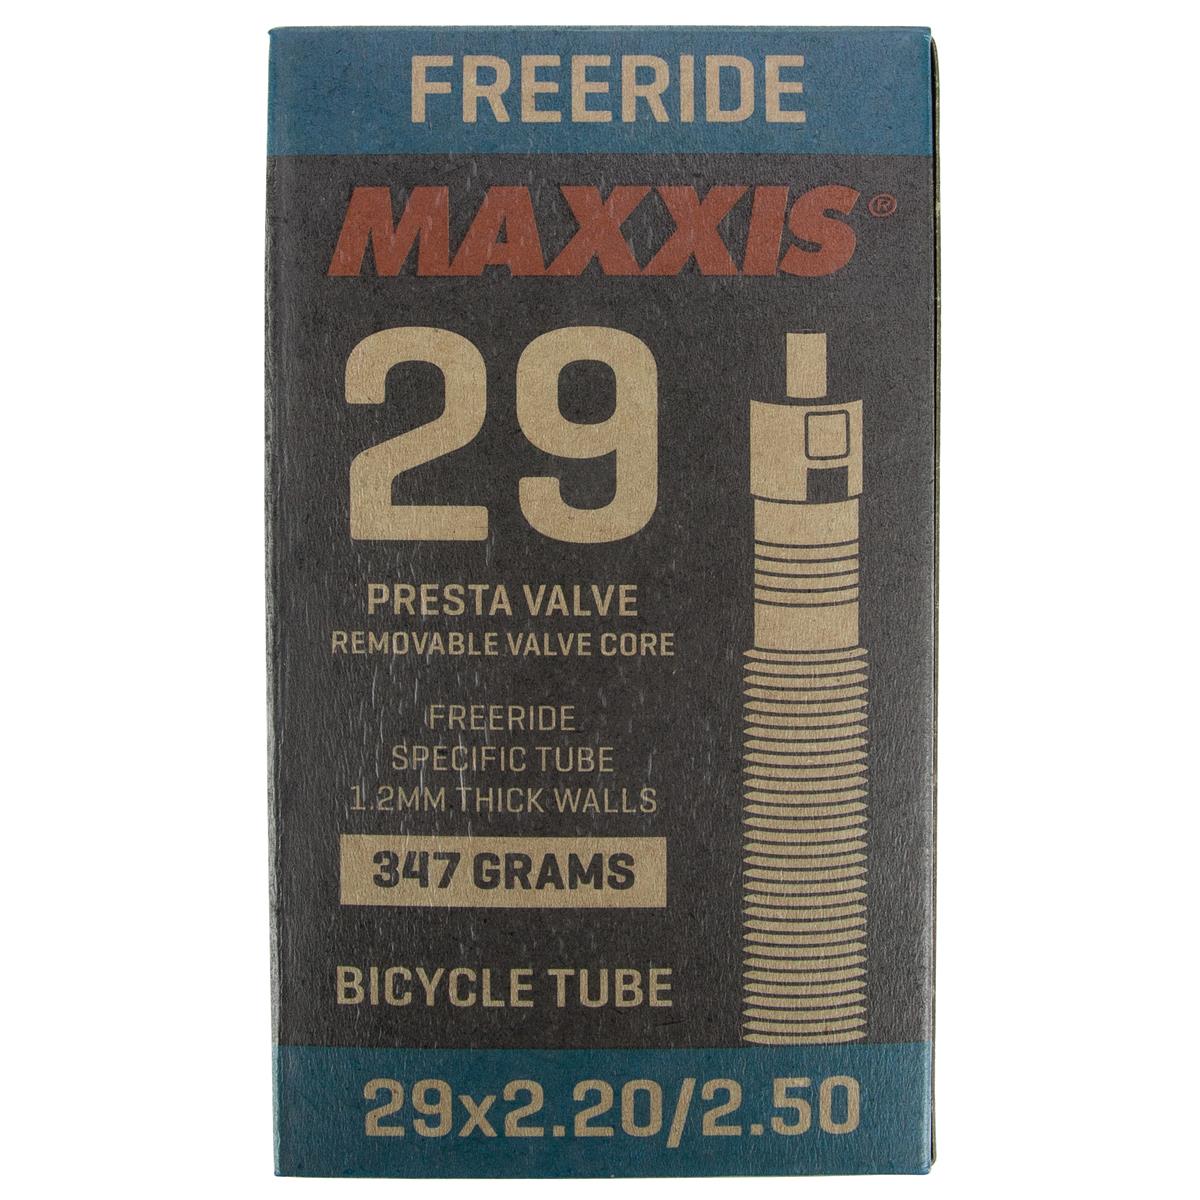 FREERIDE
MAXXIS®
29
PRESTA VALVE
REMOVABLE VALVE CORE
FREERIDE
SPECIFIC TUBE
1.2MM THICK WALLS
347 GRAMS
BICYCLE TUBE
29x2.20/2.50